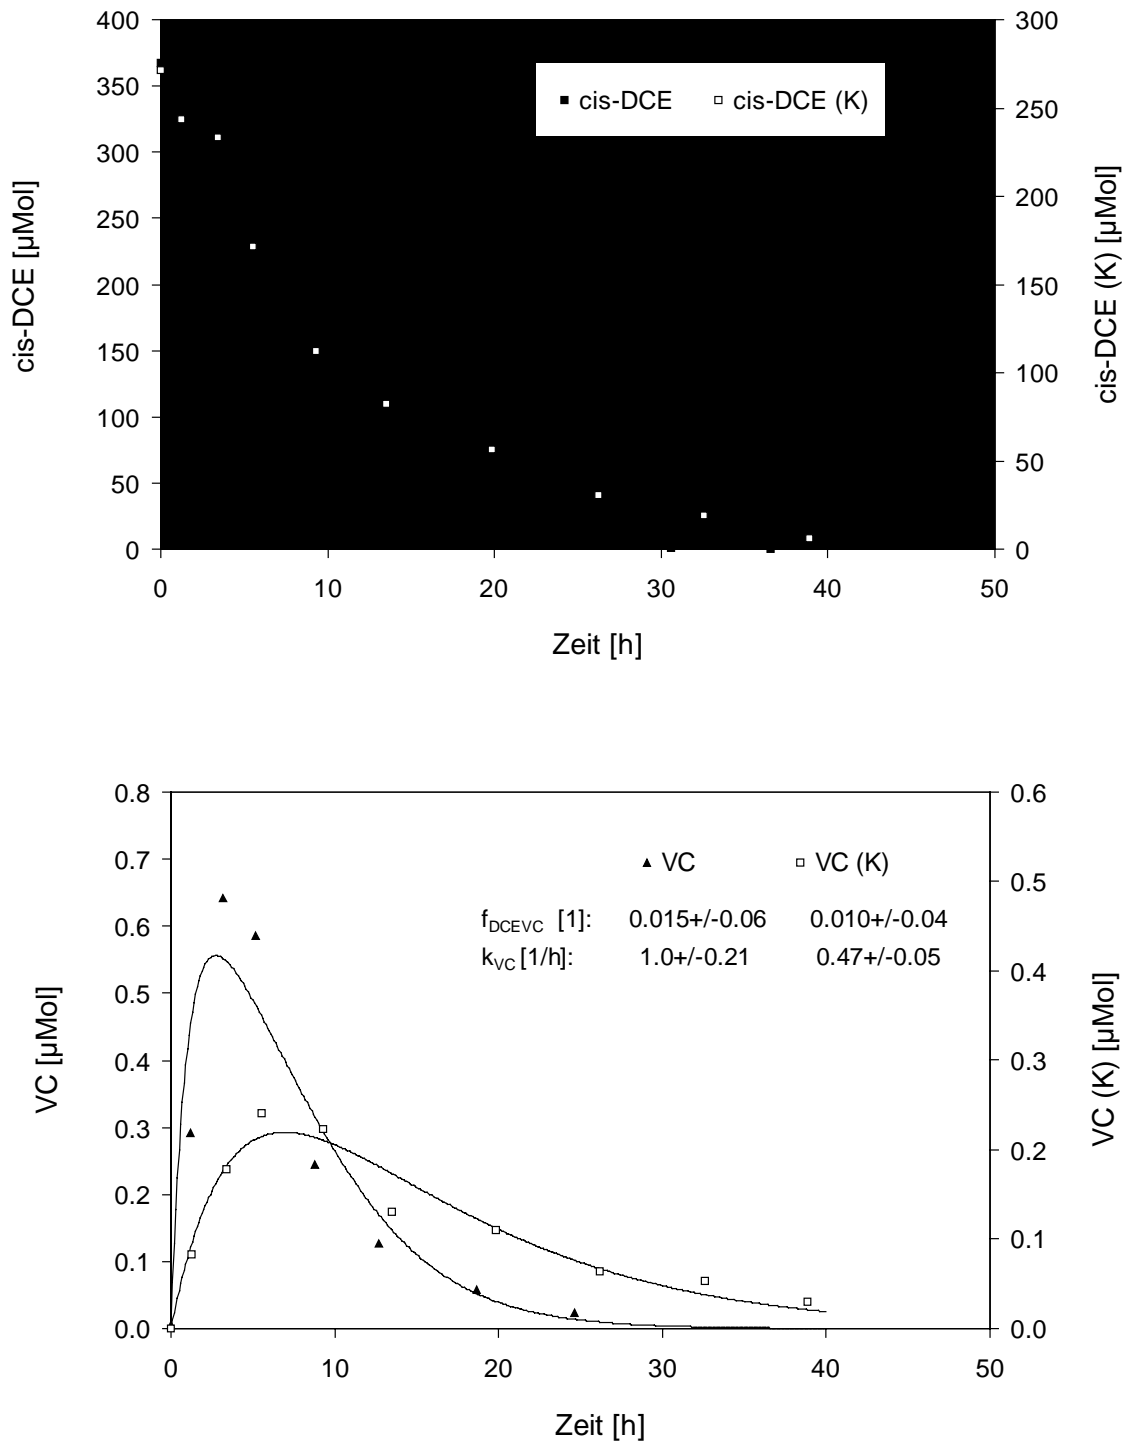 400
350
300
250
200
150
100
50
0
cis-DCE [µMol]
300
250
200
150
100
50
0
cis-DCE (K) [µMol]
cis-DCE cis-DCE (K)
0 10 20 30 40 50
Zeit [h]
0.8
0.7
0.6
0.5
0.4
0.3
0.2
0.1
0.0
VC [µMol]
0.6
0.5
0.4
0.3
0.2
0.1
0.0
VC (K) [µMol]
VC VC (K)
fDCEVC [1]: 0.015+/-0.06 0.010+/-0.04
kVC [1/h]: 1.0+/-0.21 0.47+/-0.05
0 10 20 30 40 50
Zeit [h]